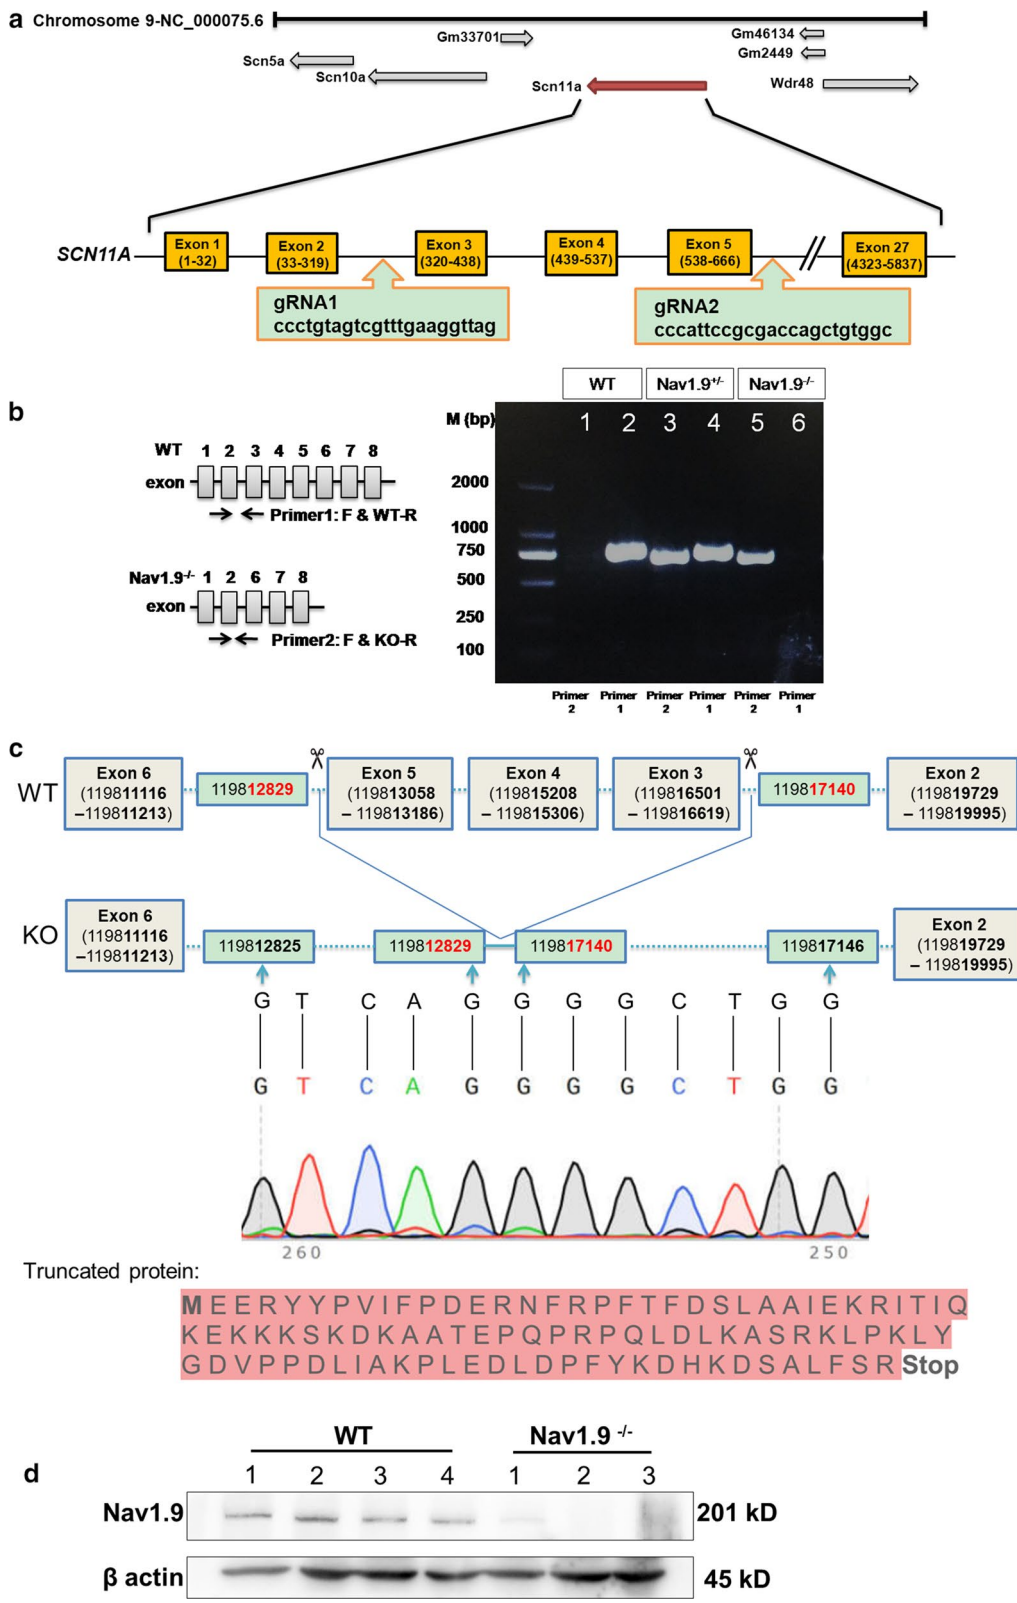 a
Chromosome 9-NC_000075.6
Gm33701
Gm46134
Gm2449
Scn5a
Scn10a
Scn11a
Wdr48
SCN11A
Exon 1
(1-32)
Exon 2
(33-319)
Exon 3
(320-438)
Exon 4
(439-537)
Exon 5
(538-666)
Exon 27
(4323-5837)
gRNA1
ccctgtagtcgtttgaaggttag
gRNA2
cccattccgcgaccagctgtggc
b
WT Nav1.9+/- Nav1.9-/-
M (bp) 1 2 3 4 5 6
WT 1 2 3 4 5 6 7 8
exon
Primer1: F & WT-R
Nav1.9-/- 1 2 6 7 8
exon
Primer2: F & KO-R
2000
1000
750
500
250
100
Primer Primer Primer Primer Primer Primer
2 1 2 1 2 1
c
WT
Exon 6
(119811116
–119811213)
119812829
Exon 5
(119813058
– 119813186)
Exon 4
(119815208
– 119815306)
Exon 3
(119816501
– 119816619)
119817140
Exon 2
(119819729
– 119819995)
KO
Exon 6
(119811116
–119811213)
119812825
119812829
119817140
119817146
Exon 2
(119819729
– 119819995)
G T C A G G G G C T G G
G T C A G G G G C T G G
260 250
Truncated protein:
M E E R Y Y P V I F P D E R N F R P F T F D S L A A I E K R I T I Q
K E K K K S K D K A A T E P Q P R P Q L D L K A S R K L P K L Y
G D V P P D L I A K P L E D L D P F Y K D H K D S A L F S R Stop
d
WT Nav1.9 -/-
1 2 3 4 1 2 3
Nav1.9 201 kD
β actin 45 kD